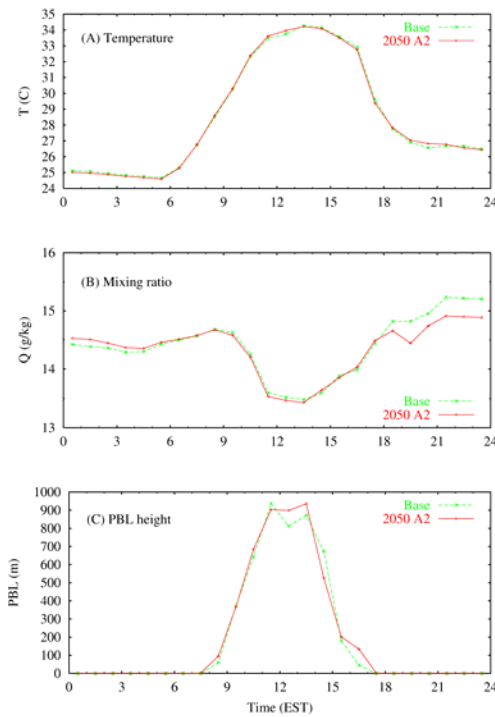 (A) Temperature
Base
2050 A2
T (C)
35
34
33
32
31
30
29
28
27
26
25
24
0 3 6 9 12 15 18 21 24
(B) Mixing ratio
Base
2050 A2
Q (g/kg)
16
15
14
13
0 3 6 9 12 15 18 21 24
(C) PBL height
Base
2050 A2
PBL (m)
1000
900
800
700
600
500
400
300
200
100
0
0 3 6 9 12 15 18 21 24
Time (EST)